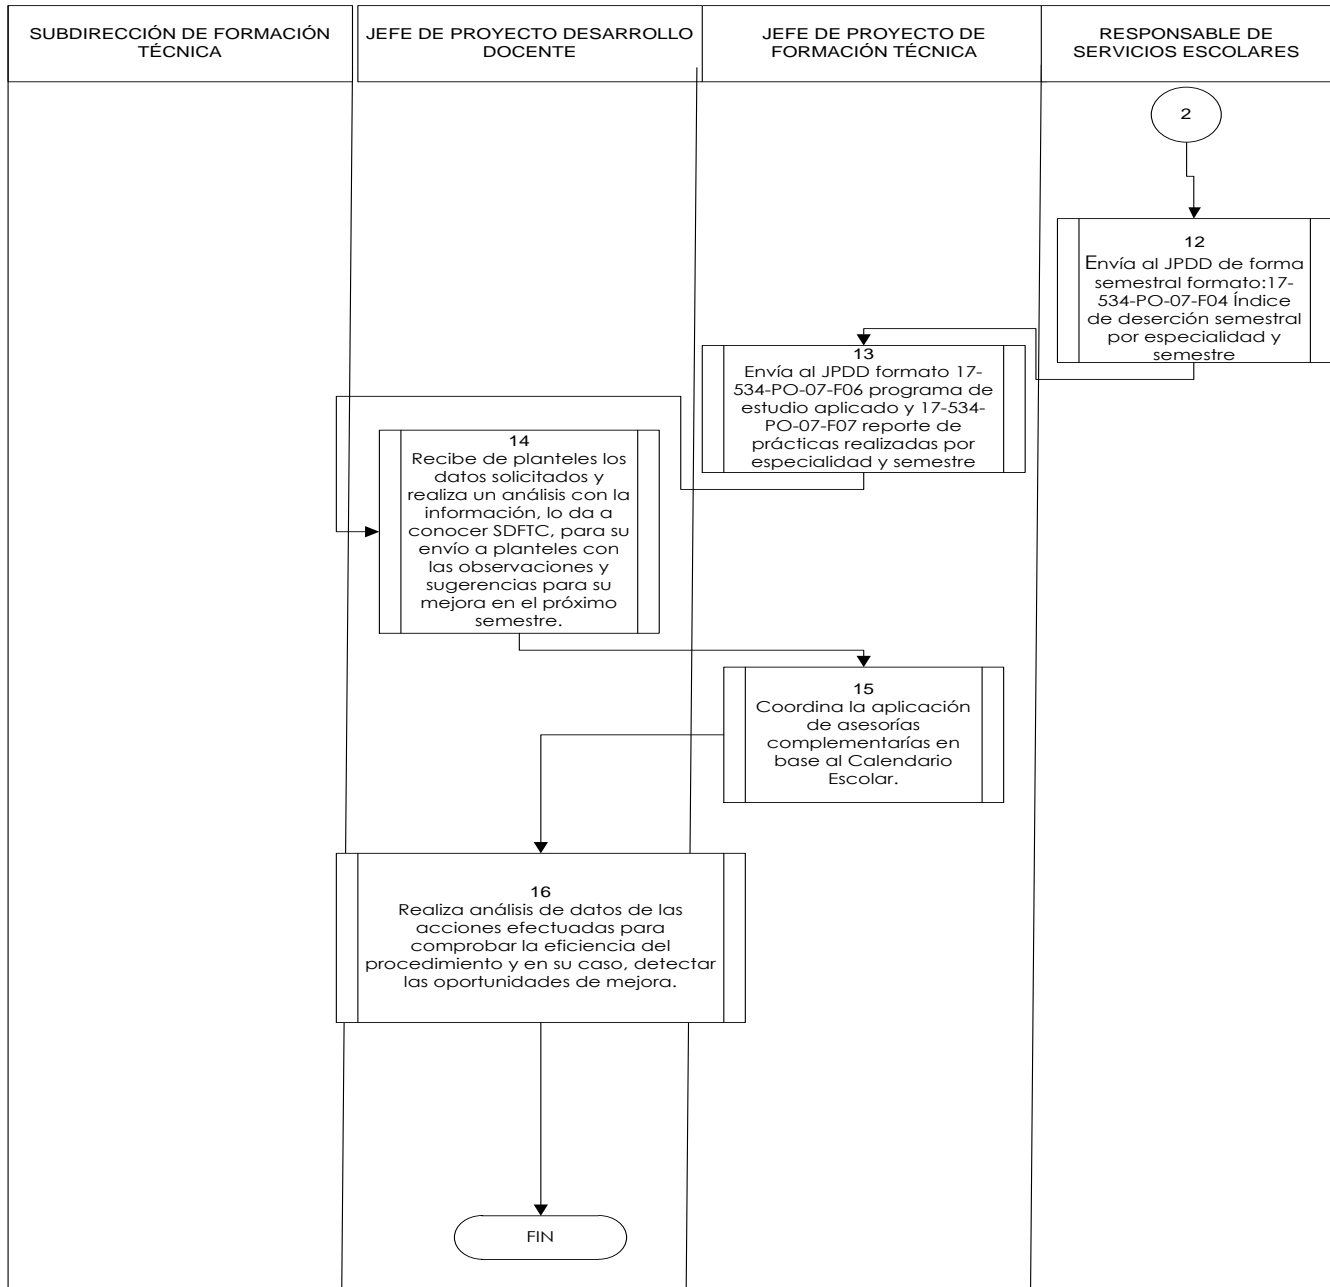 SUBDIRECCIÓN DE FORMACIÓN
TÉCNICA
JEFE DE PROYECTO DESARROLLO
DOCENTE
JEFE DE PROYECTO DE
FORMACIÓN TÉCNICA
RESPONSABLE DE
SERVICIOS ESCOLARES
2
12
Envía al JPDD de forma
semestral formato:17-
534-PO-07-F04 Índice
de deserción semestral
por especialidad y
semestre
13
Envía al JPDD formato 17-
534-PO-07-F06 programa de
estudio aplicado y 17-534-
PO-07-F07 reporte de
prácticas realizadas por
especialidad y semestre
14
Recibe de planteles los
datos solicitados y
realiza un análisis con la
información, lo da a
conocer SDFTC, para su
envío a planteles con
las observaciones y
sugerencias para su
mejora en el próximo
semestre.
15
Coordina la aplicación
de asesorías
complementarías en
base al Calendario
Escolar.
16
Realiza análisis de datos de las
acciones efectuadas para
comprobar la eficiencia del
procedimiento y en su caso, detectar
las oportunidades de mejora.
FIN